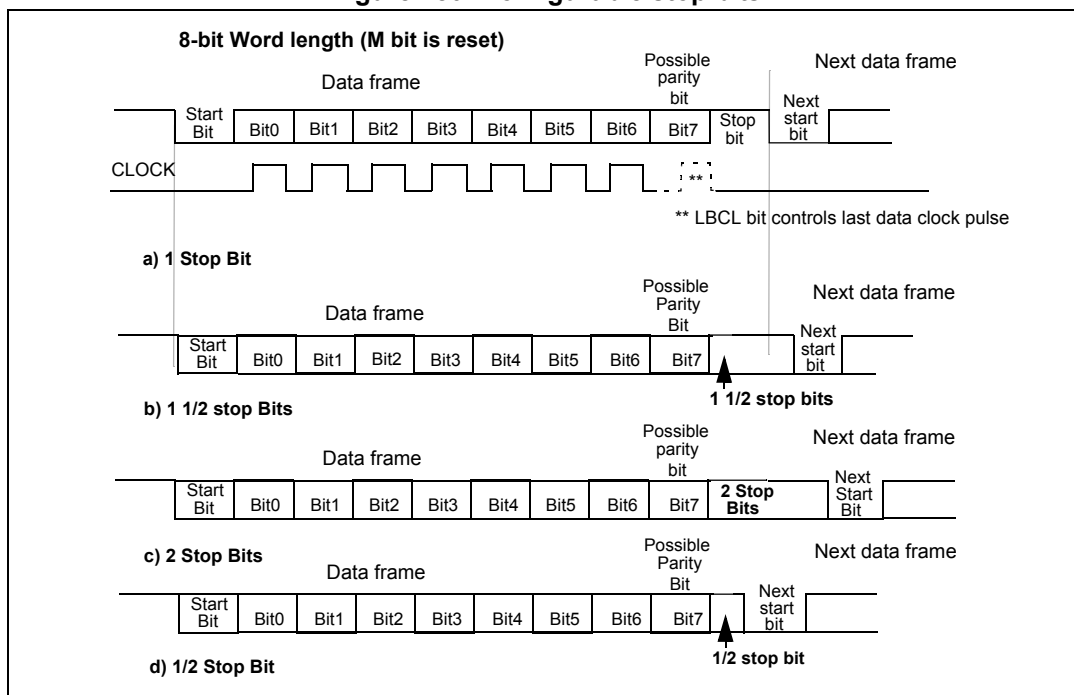 8-bit Word length (M bit is reset)
Data frame
Possible
parity
bit
Next data frame
Start
Bit
Bit0 Bit1 Bit2 Bit3 Bit4 Bit5 Bit6 Bit7
Stop
bit
Next
start
bit
CLOCK
**
** LBCL bit controls last data clock pulse
a) 1 Stop Bit
Data frame
Possible
Parity
Bit
Next data frame
Start
Bit
Bit0 Bit1 Bit2 Bit3 Bit4 Bit5 Bit6 Bit7
Next
start
bit
1 1/2 stop bits
b) 1 1/2 stop Bits
Data frame
Possible
parity
bit
Next data frame
Start
Bit
Bit0 Bit1 Bit2 Bit3 Bit4 Bit5 Bit6 Bit7
2 Stop
Bits
Next
Start
Bit
c) 2 Stop Bits
Data frame
Possible
Parity
Bit
Next data frame
Start
Bit
Bit0 Bit1 Bit2 Bit3 Bit4 Bit5 Bit6 Bit7
Next
start
bit
1/2 stop bit
d) 1/2 Stop Bit